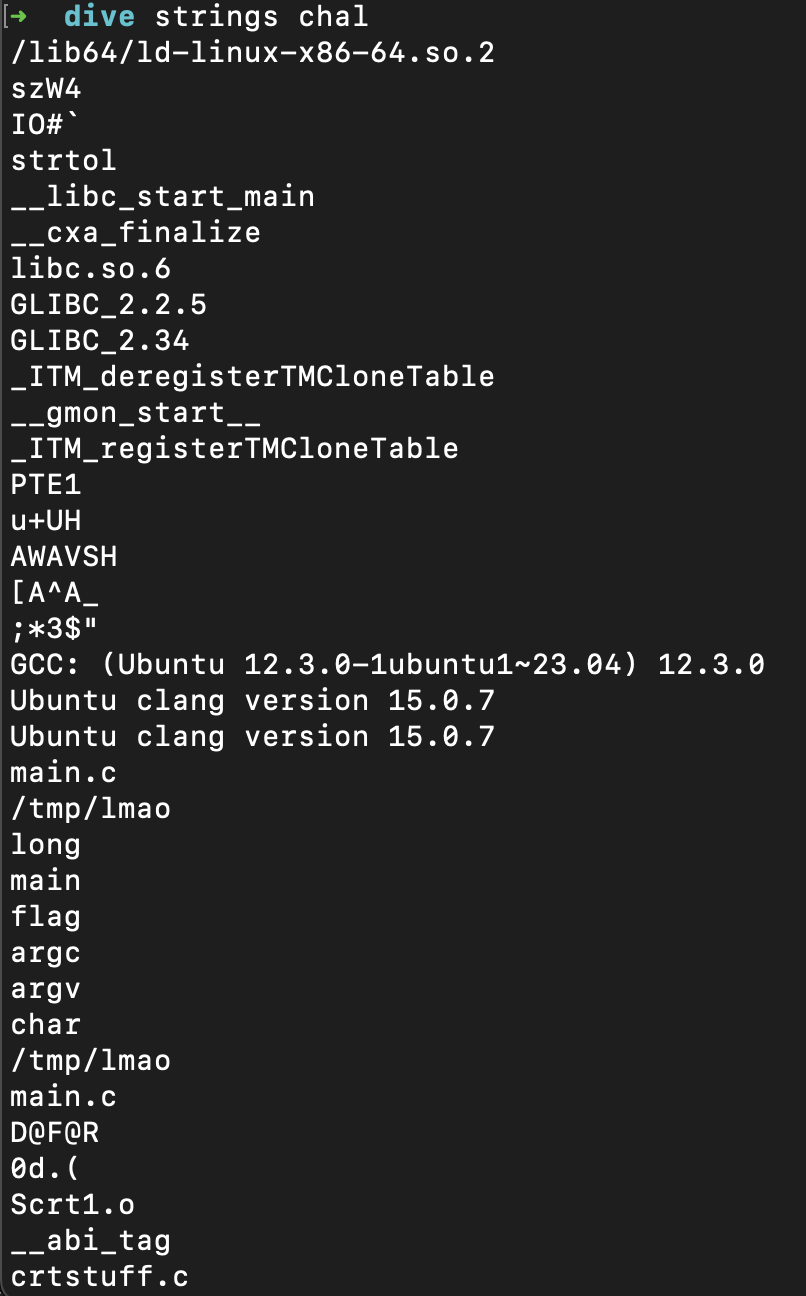 [➜  dive strings chal
/lib64/ld-linux-x86-64.so.2
szW4
IO#`
strtol
__libc_start_main
__cxa_finalize
libc.so.6
GLIBC_2.2.5
GLIBC_2.34
_ITM_deregisterTMCloneTable
__gmon_start__
_ITM_registerTMCloneTable
PTE1
u+UH
AWAVSH
[A^A_
;*3$"
GCC: (Ubuntu 12.3.0-1ubuntu1~23.04) 12.3.0
Ubuntu clang version 15.0.7
Ubuntu clang version 15.0.7
main.c
/tmp/lmao
long
main
flag
argc
argv
char
/tmp/lmao
main.c
D@F@R
0d.(
Scrt1.o
__abi_tag
crtstuff.c